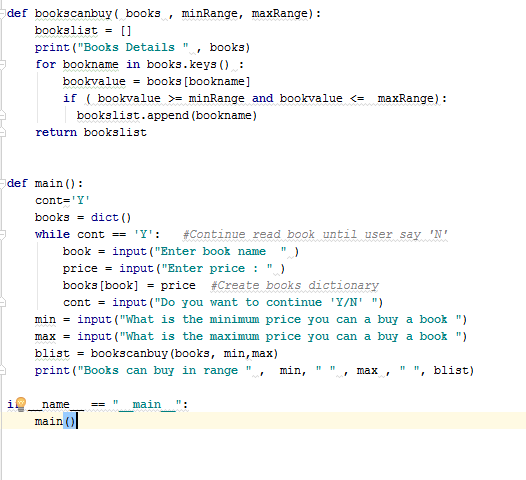 def bookscanbuy( books , minRange, maxRange):
    bookslist = []
    print("Books Details " , books)
    for bookname in books.keys() :
        bookvalue = books[bookname]
        if ( bookvalue >= minRange and bookvalue <=  maxRange):
          bookslist.append(bookname)
    return bookslist
def main():
    cont='Y'
    books = dict()
    while cont == 'Y':   #Continue read book until user say 'N'
        book = input("Enter book name  " )
        price = input("Enter price : " )
        books[book] = price  #Create books dictionary
        cont = input("Do you want to continue 'Y/N' ")
    min = input("What is the minimum price you can a buy a book ")
    max = input("What is the maximum price you can a buy a book ")
    blist = bookscanbuy(books, min,max)
    print("Books can buy in range " ,  min, " " , max , " ", blist)
if __name__ == "__main__":
    main()